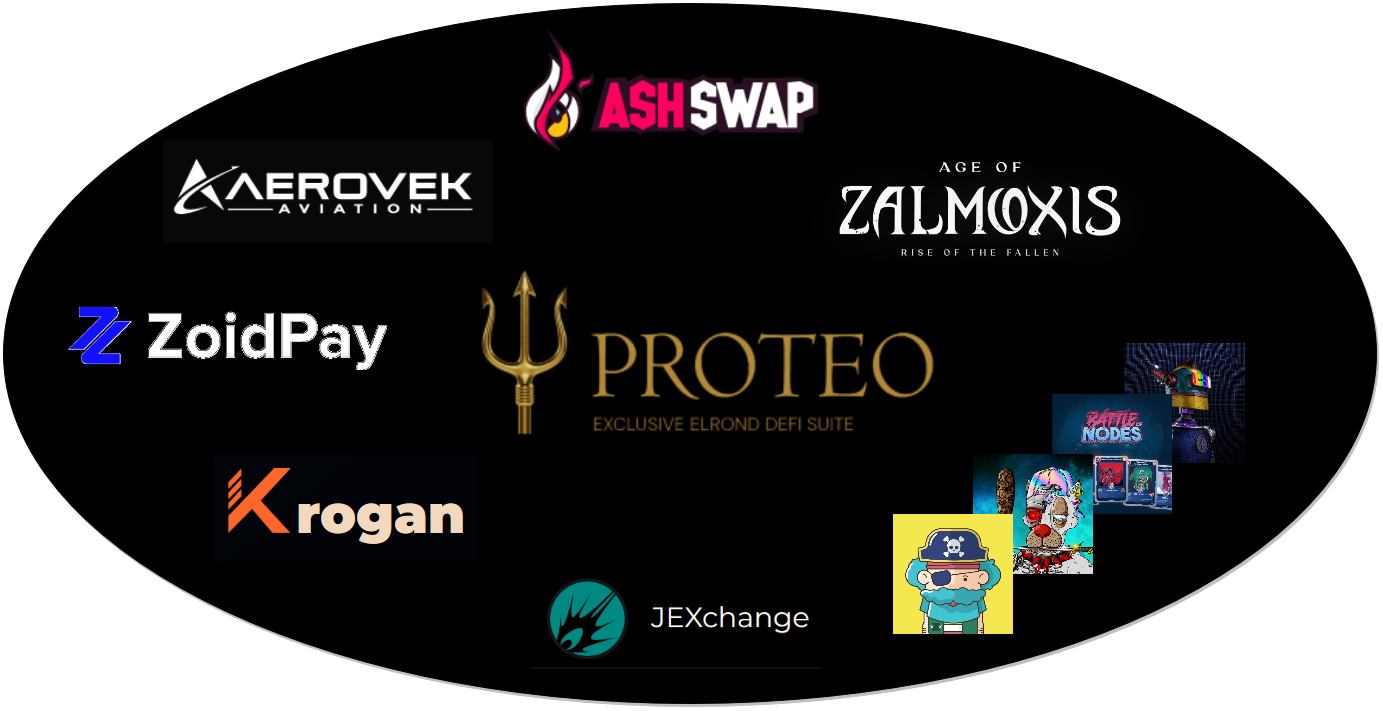 ASHSWAP
AEROVEK
AVIATION
AGE OF
ZALMOXIS
RISE OF THE FALLEN
ZoidPay
PROTEO
EXCLUSIVE ELROND DEFI SUITE
BATTLE OF
NODES
Krogan
JEXchange